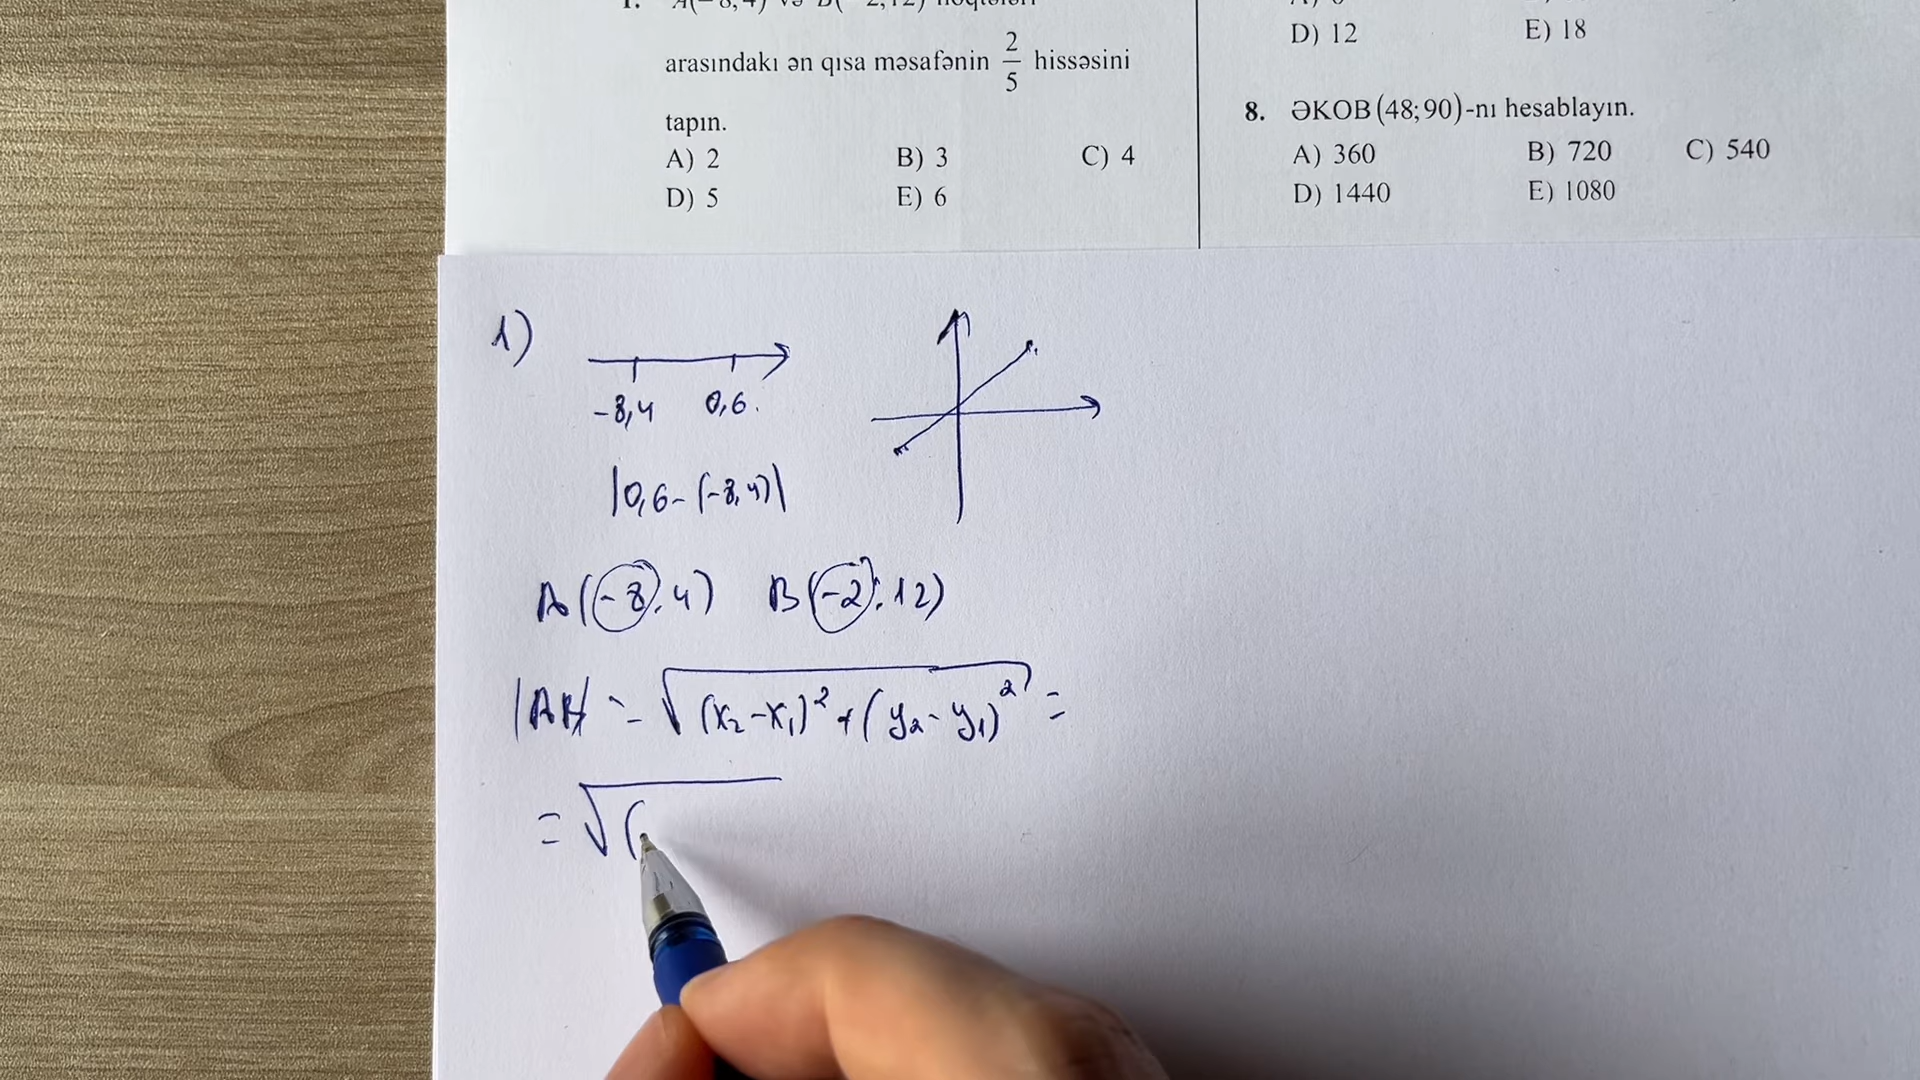 arasındakı ən qısa məsafənin 2/5 hissəsini
tapın.
A) 2 B) 3 C) 4
D) 5 E) 6
D) 12 E) 18
8. ƏKOB(48;90)-nı hesablayın.
A) 360 B) 720 C) 540
D) 1440 E) 1080
1)
-8,4 0,6.
|0,6-(-8,4)|
A(-8.4) B(-2;12)
|AB| = √(x₂-x₁)²+(y₂-y₁)² =
= √(